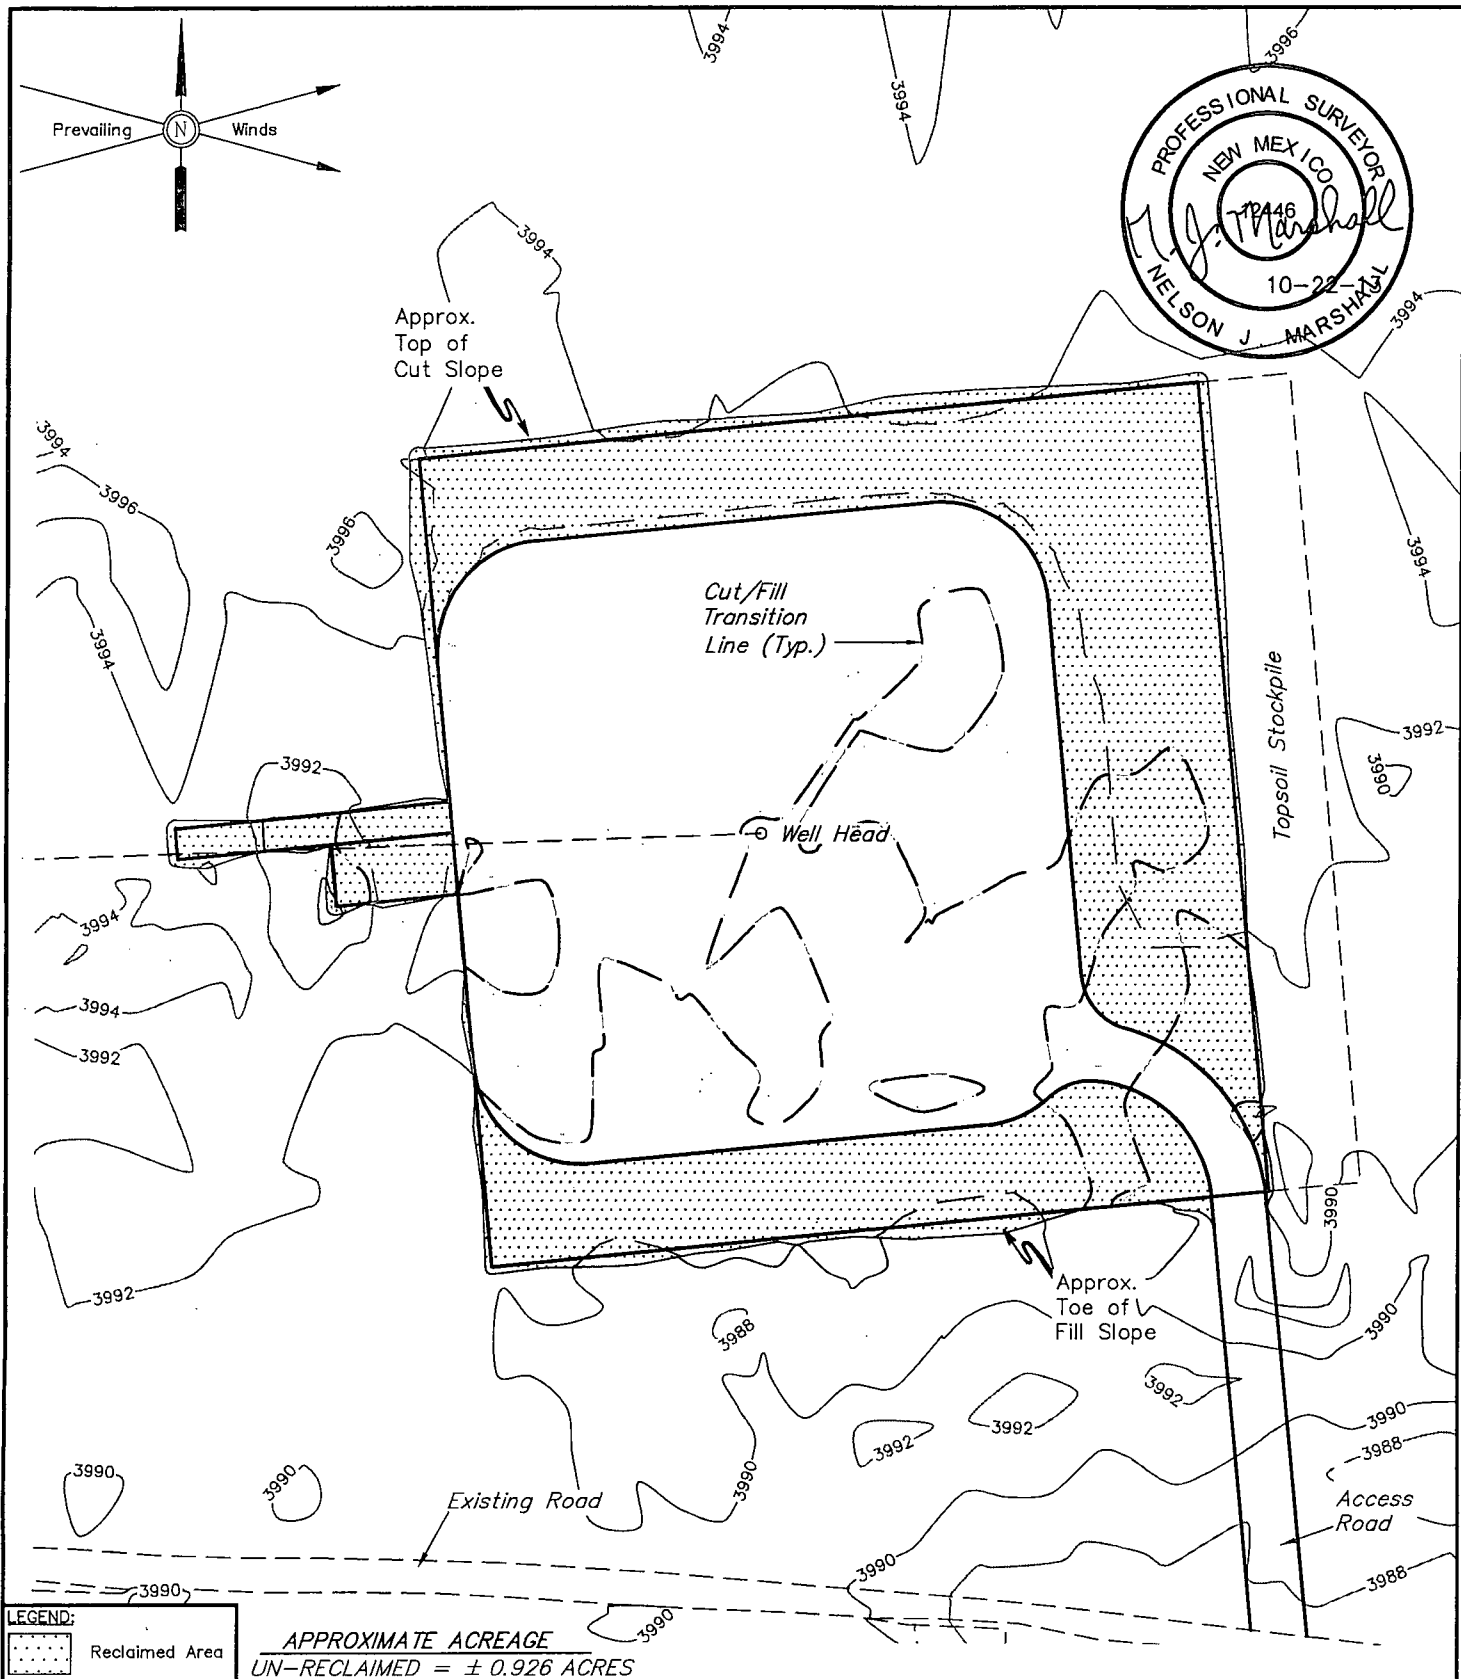 3994
3996
3994
Prevailing
N
Winds
PROFESSIONAL SURVEYOR
NEW MEXICO
12446
N. J. Marshall
NELSON J. MARSHALL
3994
3994
Approx.
Top of
Cut Slope
3994
3996
3996
3994
Cut/Fill
Transition
Line (Typ.)
3994
Topsoil Stockpile
3992
3992
3990
Well Head
3994
3994
3992
3990
3992
Approx.
Toe of
Fill Slope
3988
3990
3992
3992
3992
3990
3988
3990
3990
3990
Existing Road
Access
Road
3990
3988
3990
3990
LEGEND:
Reclaimed Area
APPROXIMATE ACREAGE
UN-RECLAIMED = ± 0.926 ACRES